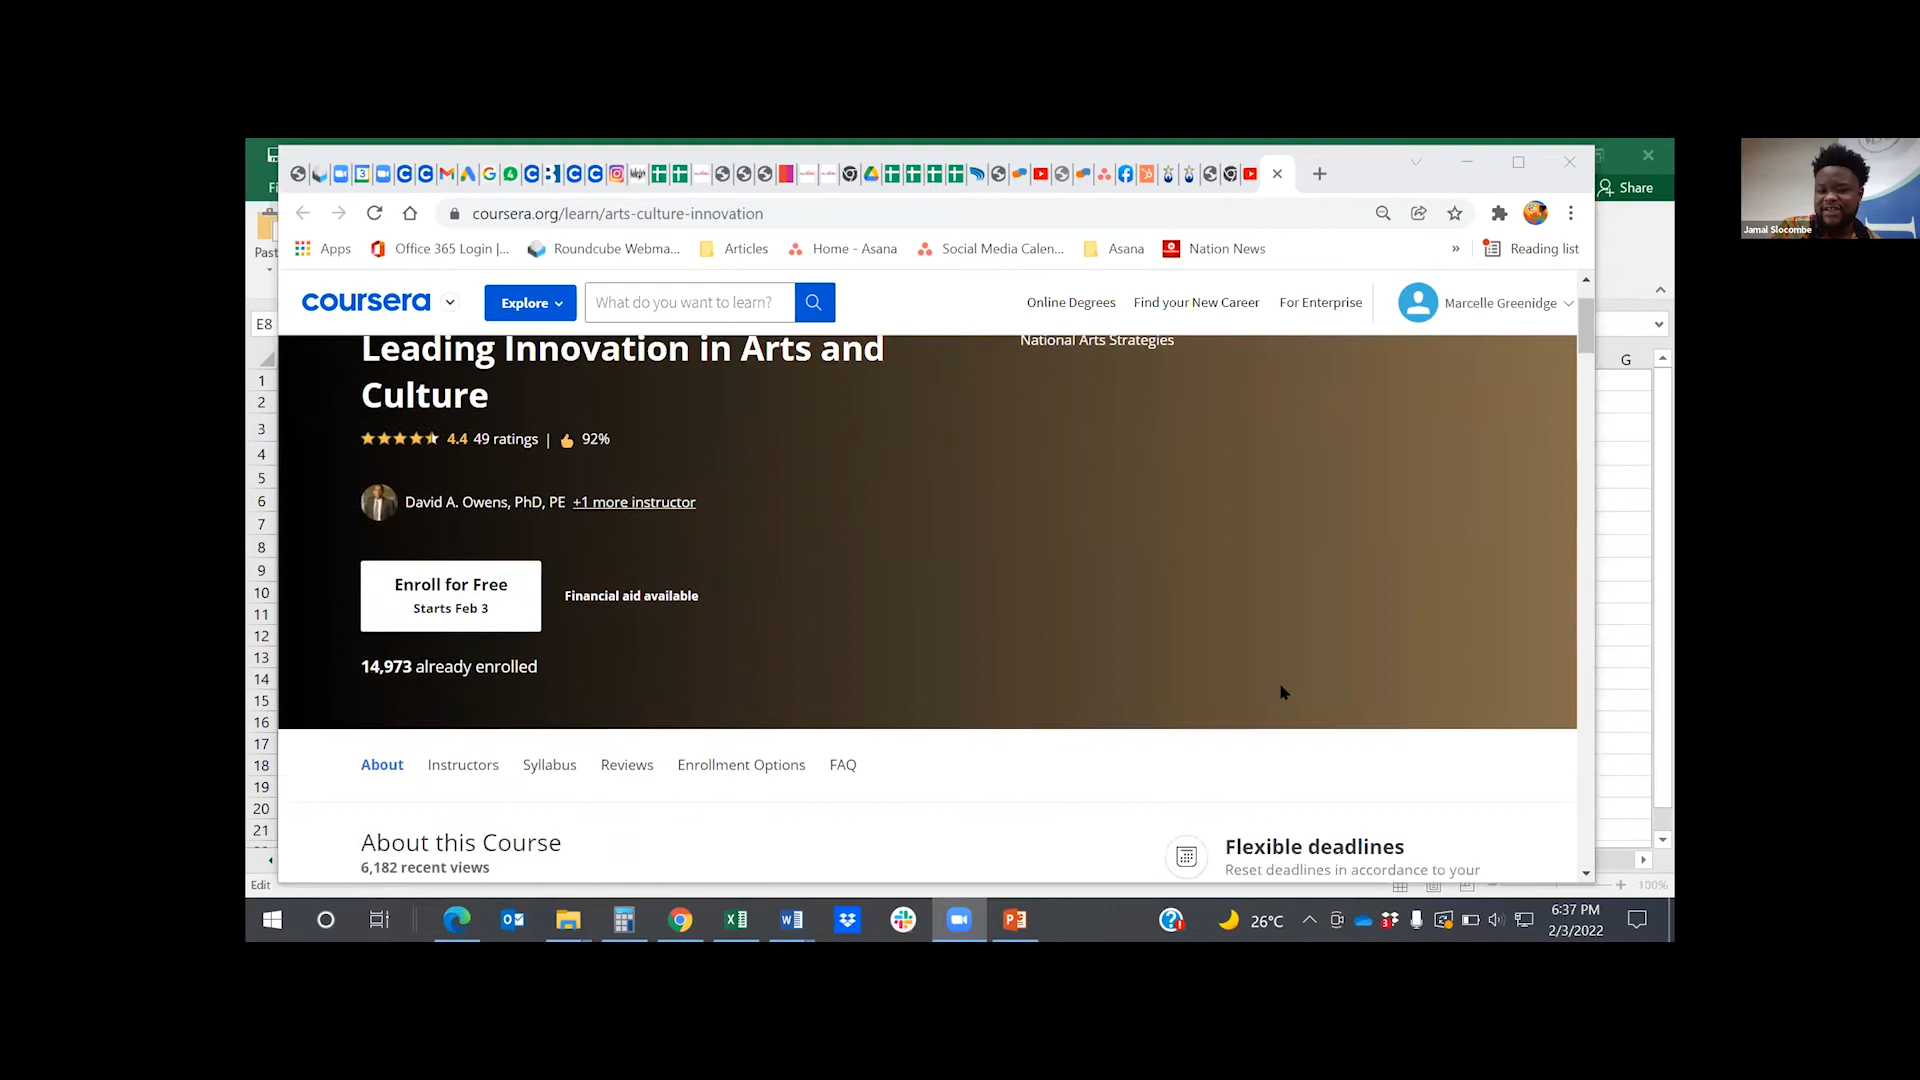 Share
coursera.org/learn/arts-culture-innovation
Apps
Office 365 Login |...
Roundcube Webma...
Articles
Home - Asana
Social Media Calen...
Asana
Nation News
»
Reading list
Jamal Slocombe
coursera
Explore
What do you want to learn?
Online Degrees
Find your New Career
For Enterprise
Marcelle Greenidge
E8
G
Leading Innovation in Arts and
Culture
National Arts Strategies
4.4 49 ratings | 92%
David A. Owens, PhD, PE +1 more instructor
Enroll for Free
Starts Feb 3
Financial aid available
14,973 already enrolled
About
Instructors
Syllabus
Reviews
Enrollment Options
FAQ
About this Course
6,182 recent views
Flexible deadlines
Reset deadlines in accordance to your
1
2
3
4
5
6
7
8
9
10
11
12
13
14
15
16
17
18
19
20
21
Edit
100%
26°C
6:37 PM
2/3/2022